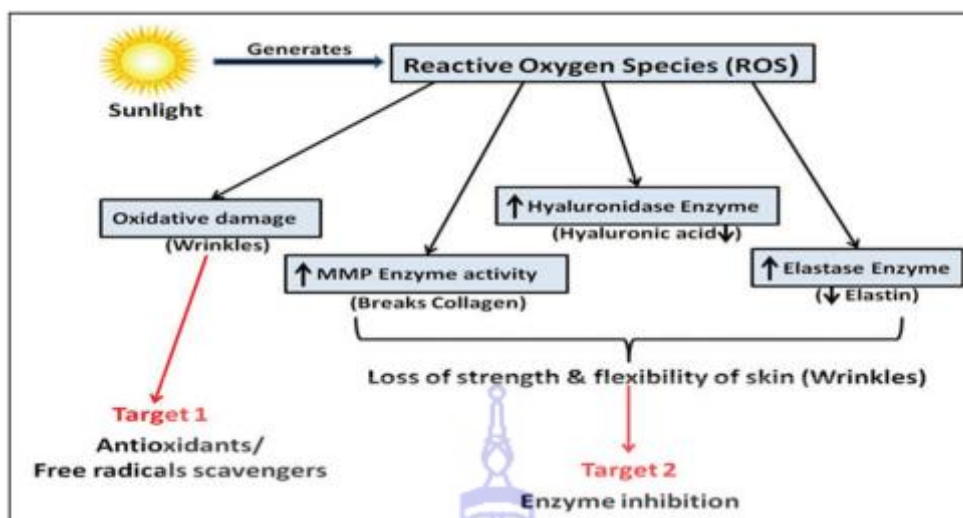 Generates
Reactive Oxygen Species (ROS)
Sunlight
Oxidative damage
(Wrinkles)
↑ Hyaluronidase Enzyme
(Hyaluronic acid↓)
↑ MMP Enzyme activity
(Breaks Collagen)
↑ Elastase Enzyme
(↓ Elastin)
Loss of strength & flexibility of skin (Wrinkles)
Target 1
Antioxidants/
Free radicals scavengers
Target 2
Enzyme inhibition